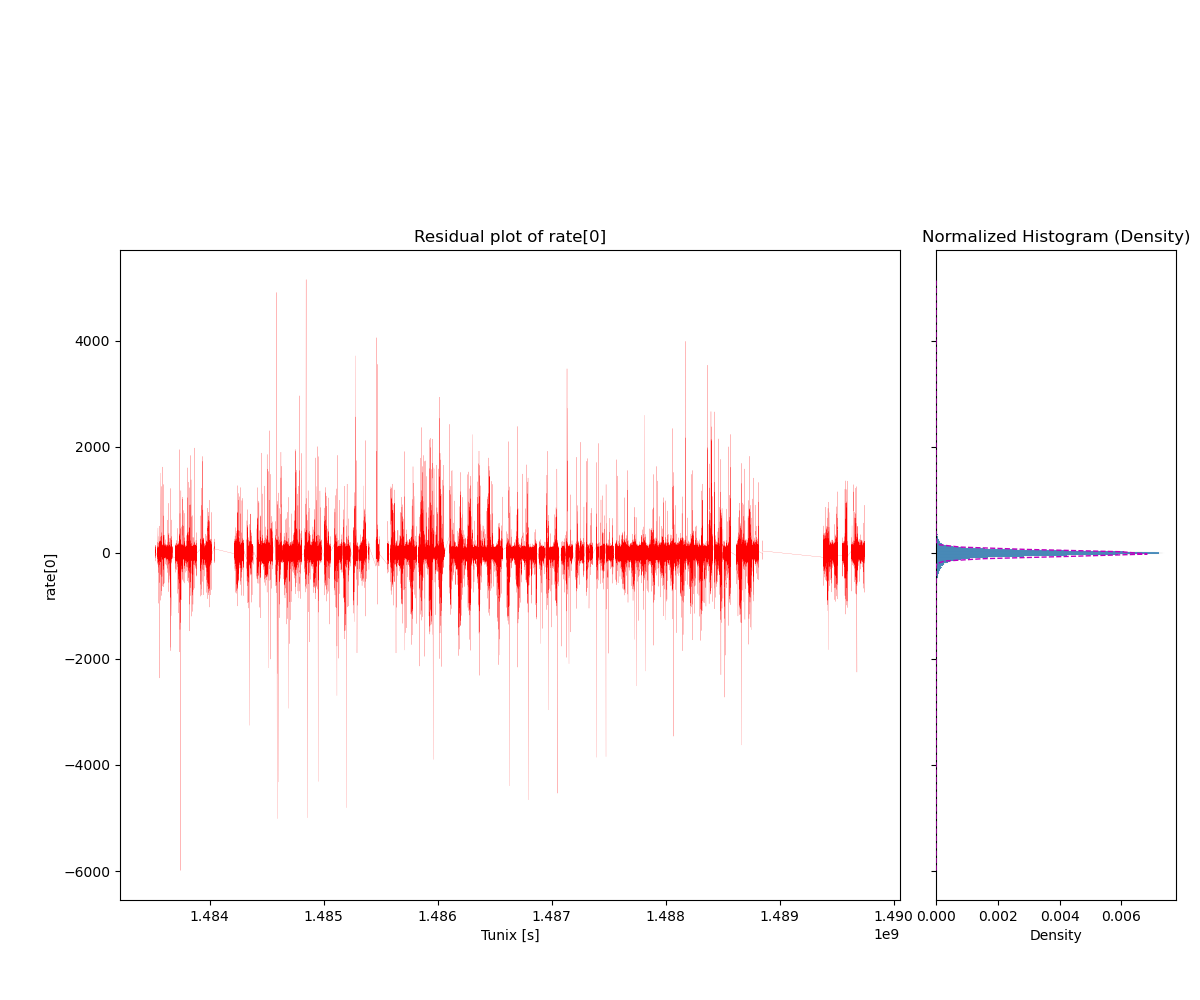 Residual plot of rate[0]
Normalized Histogram (Density)
4000
2000
0
−2000
−4000
−6000
rate[0]
1.484 1.485 1.486 1.487 1.488 1.489 1.490
1e9
Tunix [s]
0.000 0.002 0.004 0.006
Density